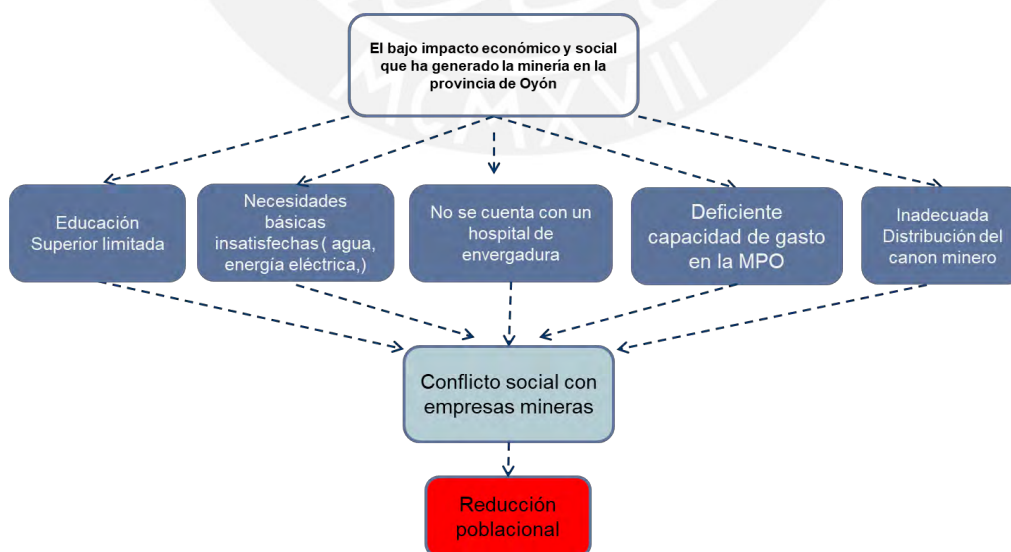 El bajo impacto económico y social
que ha generado la minería en la
provincia de Oyón
MCMXVII
Educación
Superior limitada
Necesidades
básicas
insatisfechas ( agua,
energía eléctrica,)
No se cuenta con un
hospital de
envergadura
Deficiente
capacidad de gasto
en la MPO
Inadecuada
Distribución del
canon minero
Conflicto social con
empresas mineras
Reducción
poblacional